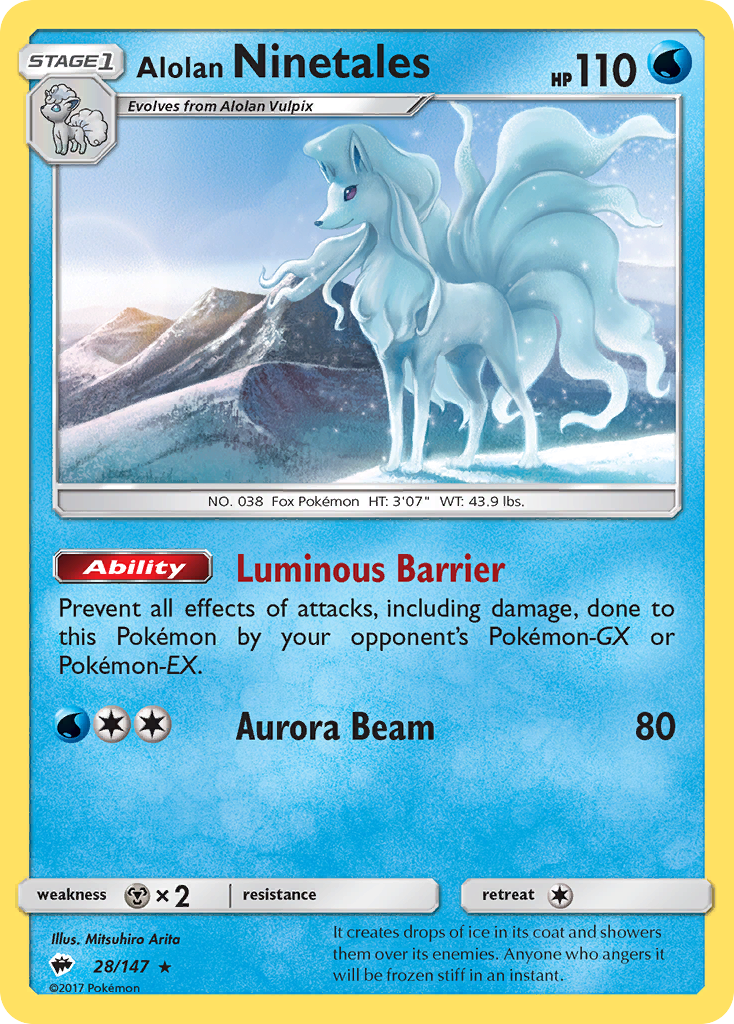 STAGE 1
Alolan Ninetales
HP 110
Evolves from Alolan Vulpix
NO. 038 Fox Pokémon HT: 3'07" WT: 43.9 lbs.
Ability Luminous Barrier
Prevent all effects of attacks, including damage, done to
this Pokémon by your opponent's Pokémon-GX or
Pokémon-EX.
Aurora Beam 80
weakness ×2 resistance retreat
Illus. Mitsuhiro Arita
28/147 ★
©2017 Pokémon
It creates drops of ice in its coat and showers
them over its enemies. Anyone who angers it
will be frozen stiff in an instant.